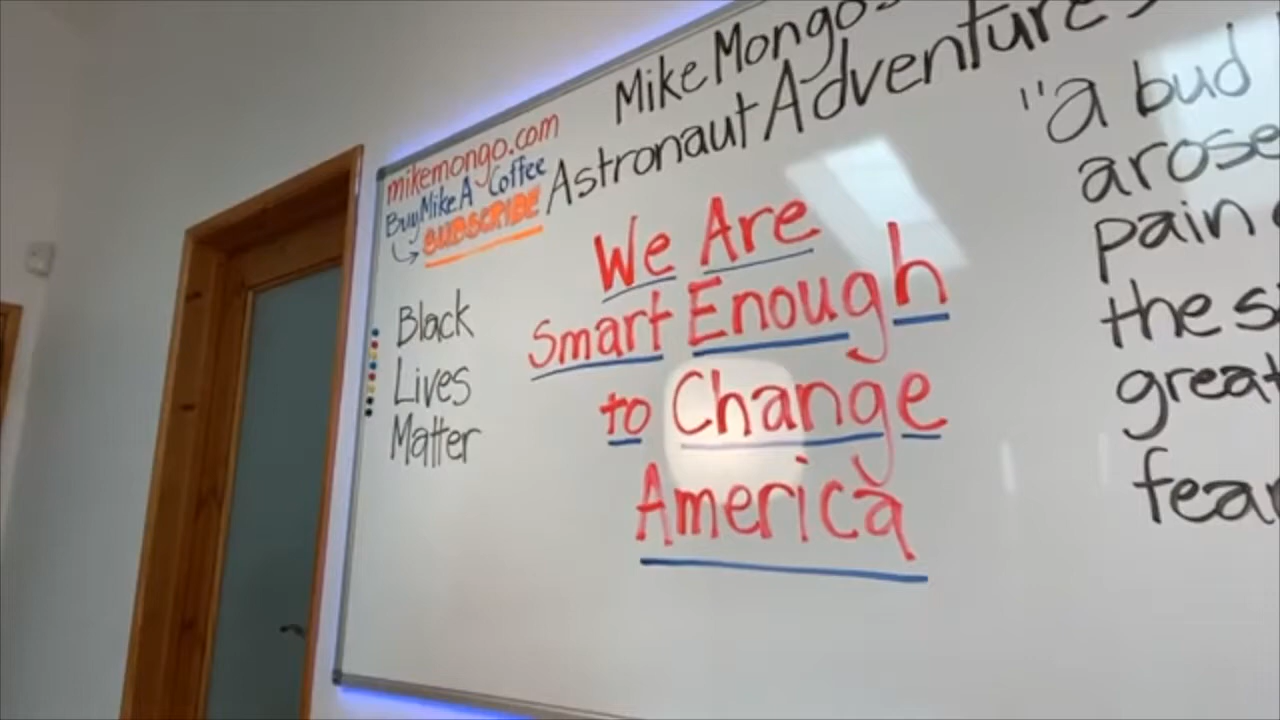 mikemongo.com
Buy Mike A Coffee
SUBSCRIBE
Mike Mongo's
Astronaut Adventures
We Are
Smart Enough
to Change
America
Black
Lives
Matter
"a bud
arose
pain
the
great
fear